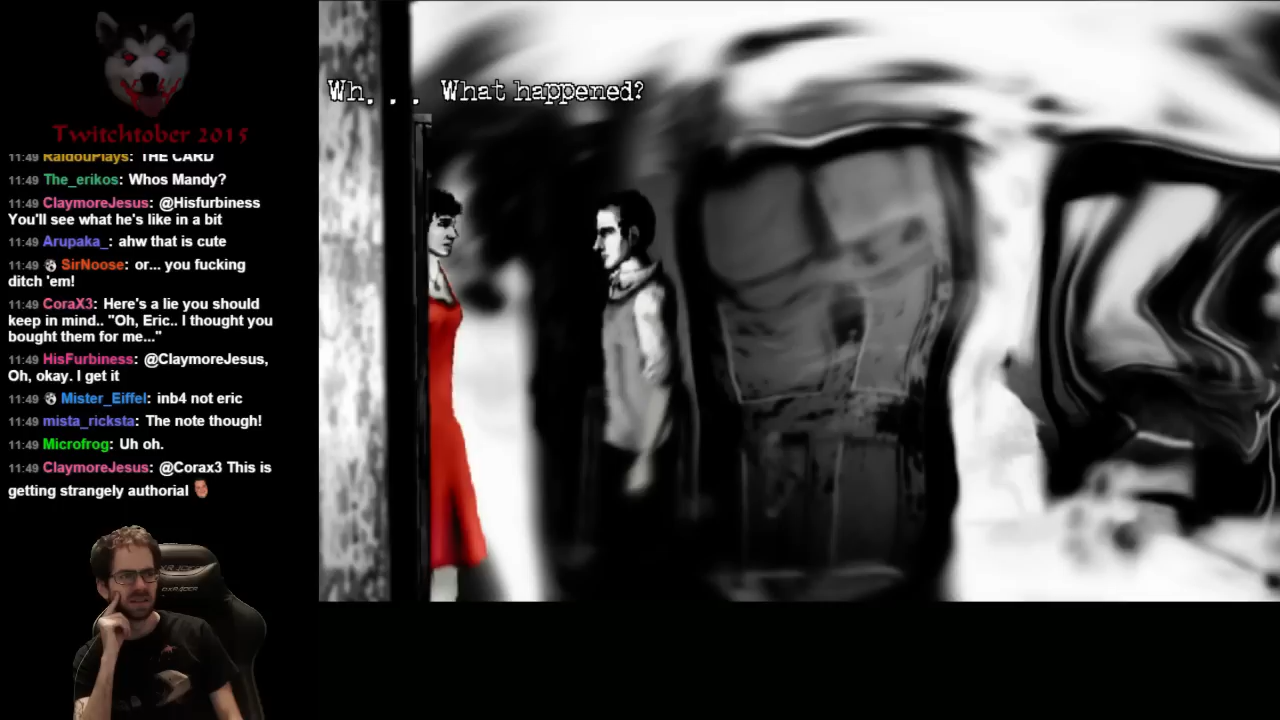 Twitchtober 2015
11:49 RaidouPlays: THE CARD
11:49 The_erikos: Whos Mandy?
11:49 ClaymoreJesus: @Hisfurbiness
You'll see what he's like in a bit
11:49 Arupaka_: ahw that is cute
11:49 SirNoose: or... you fucking
ditch 'em!
11:49 CoraX3: Here's a lie you should
keep in mind.. "Oh, Eric.. I thought you
bought them for me..."
11:49 HisFurbiness: @ClaymoreJesus,
Oh, okay. I get it
11:49 Mister_Eiffel: inb4 not eric
11:49 mista_ricksta: The note though!
11:49 Microfrog: Uh oh.
11:49 ClaymoreJesus: @Corax3 This is
getting strangely authorial
Wh. . . What happened?